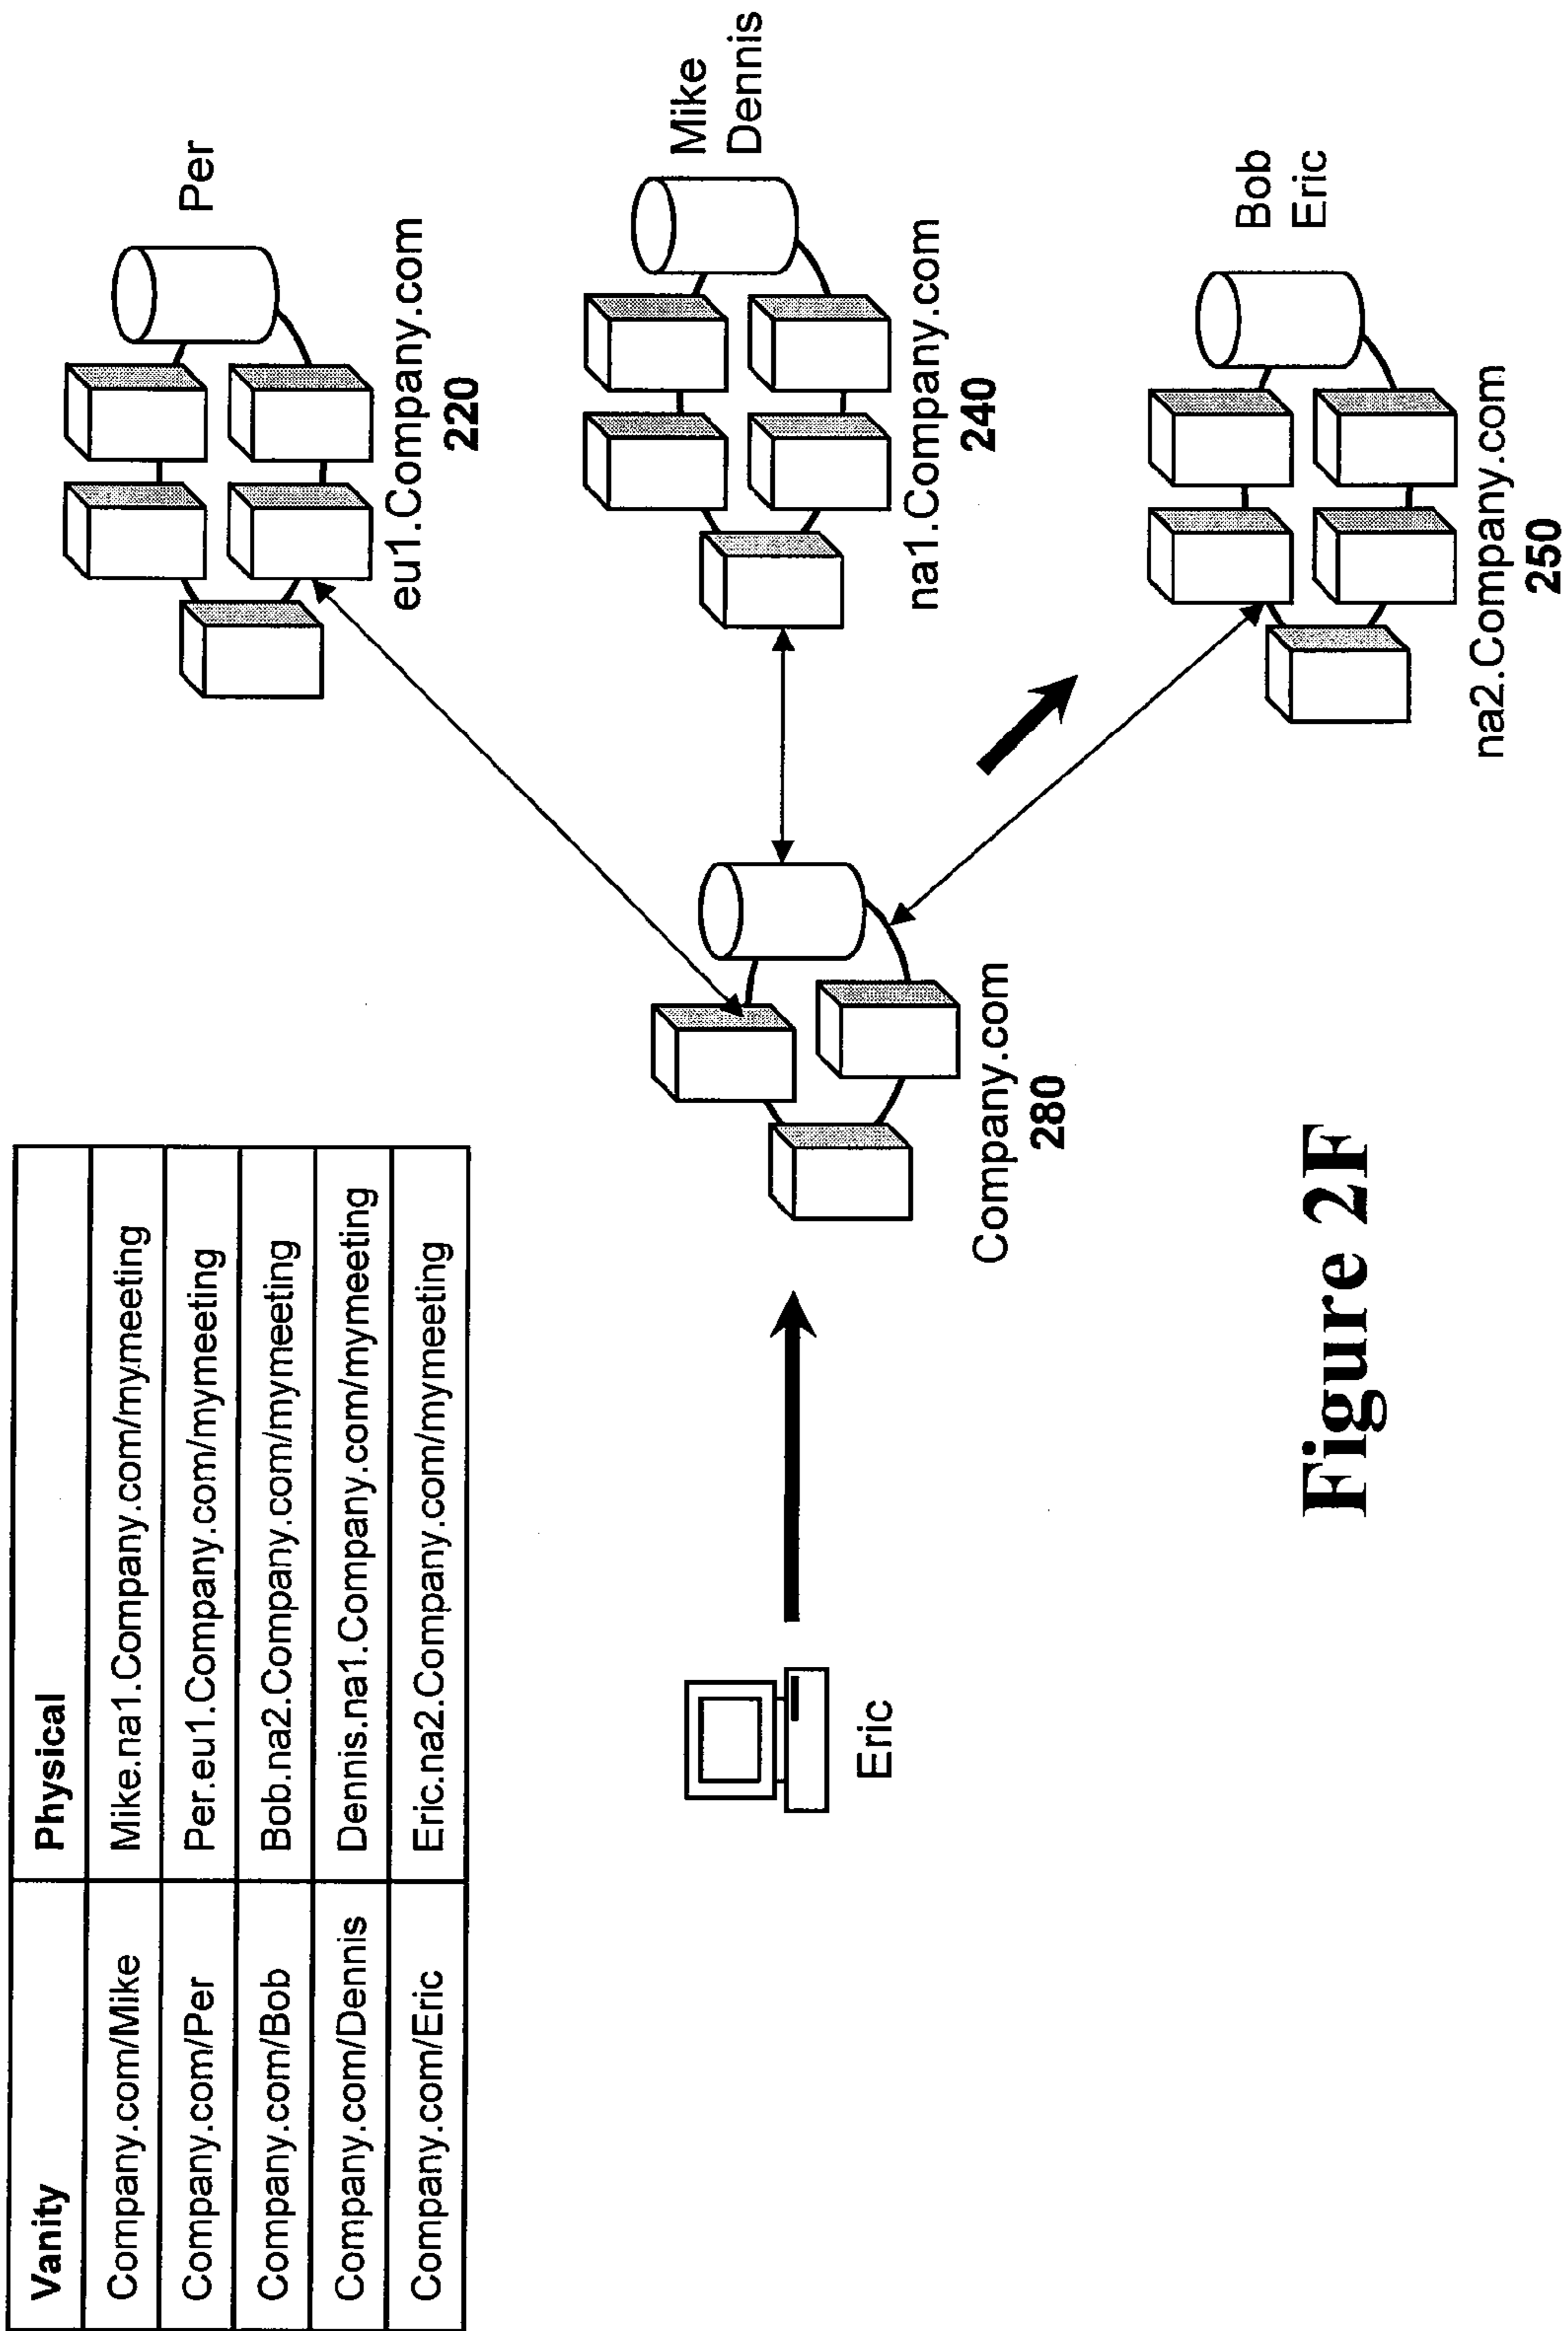 Vanity Physical
Company.com/Mike Mike.na1.Company.com/mymeeting
Company.com/Per Per.eu1.Company.com/mymeeting
Company.com/Bob Bob.na2.Company.com/mymeeting
Company.com/Dennis Dennis.na1.Company.com/mymeeting
Company.com/Eric Eric.na2.Company.com/mymeeting
Per
eu1.Company.com
220
Mike
Dennis
na1.Company.com
240
Bob
Eric
na2.Company.com
250
Company.com
280
Eric
Figure 2F